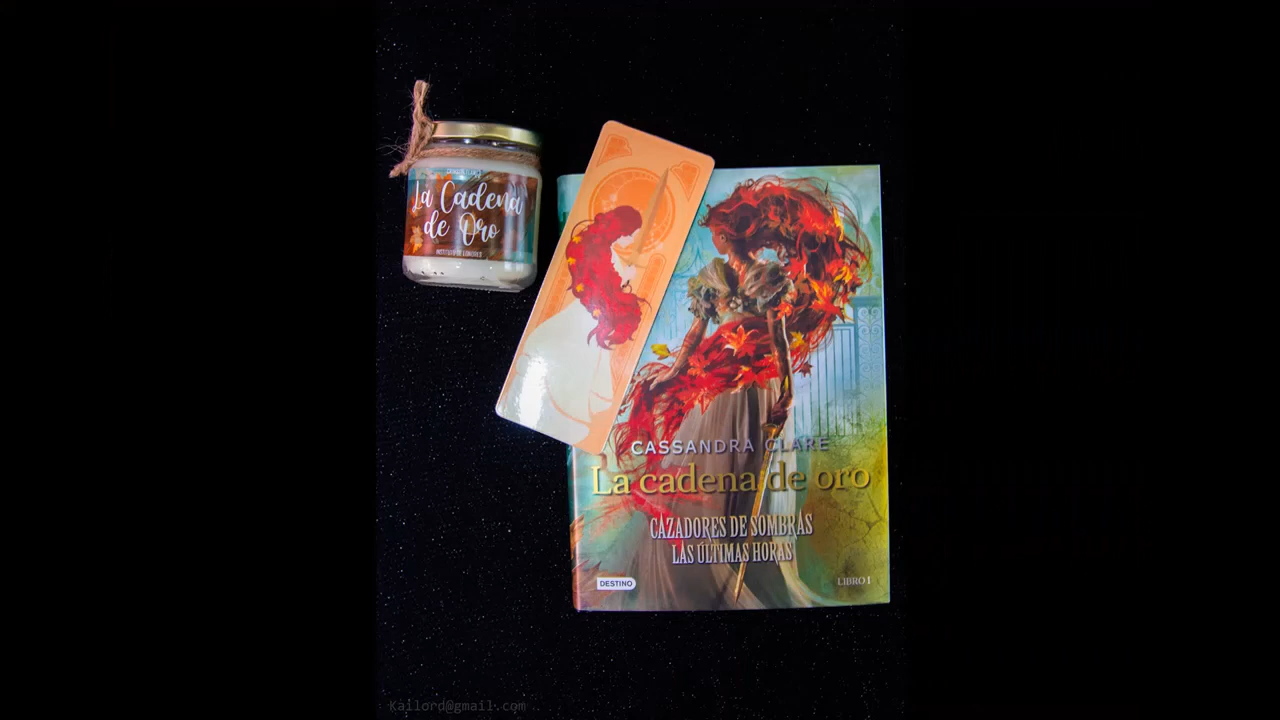 La Cadena
de Oro
CASSANDRA CLARE
La cadena de oro
CAZADORES DE SOMBRAS
LAS ÚLTIMAS HORAS
DESTINO
LIBRO I
Kailord@gmail.com